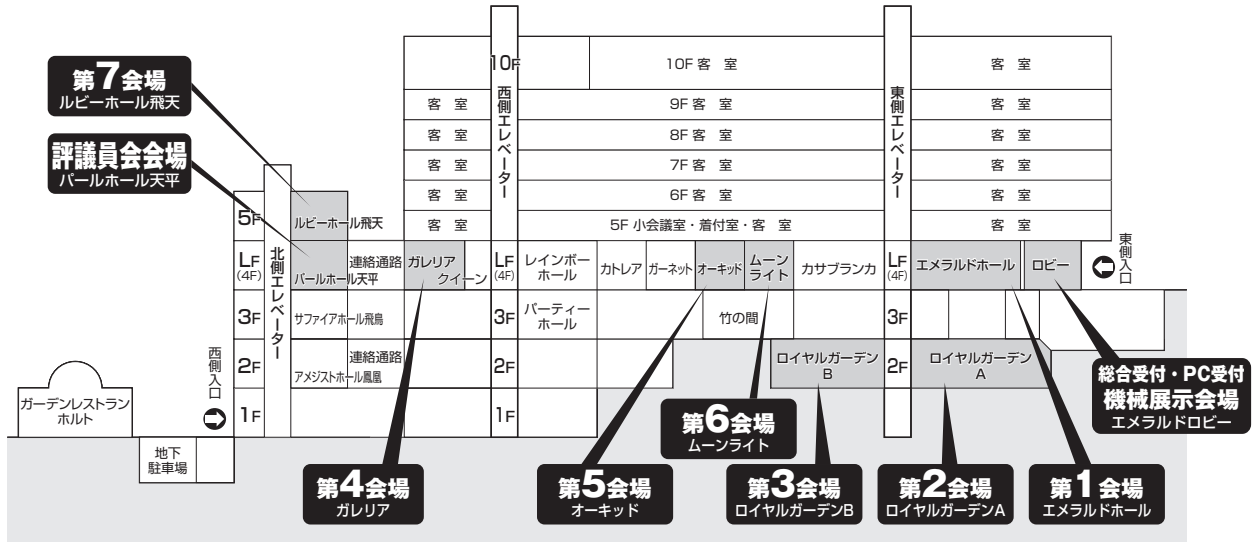 第7会場
ルビーホール飛天
評議員会会場
パールホール天平
10F
10F 客 室
客 室
客 室
9F 客 室
客 室
客 室
8F 客 室
客 室
客 室
7F 客 室
客 室
客 室
6F 客 室
客 室
客 室
5F 小会議室・着付室・客 室
客 室
西側エレベーター
東側エレベーター
北側エレベーター
5F
ルビーホール飛天
LF
(4F)
パールホール天平
連絡通路
ガレリア
クイーン
LF
(4F)
レインボー
ホール
カトレア
ガーネット
オーキッド
ムーン
ライト
カサブランカ
LF
(4F)
エメラルドホール
ロビー
東側入口
3F
サファイアホール飛鳥
3F
パーティー
ホール
竹の間
3F
2F
連絡通路
アメジストホール鳳凰
2F
ロイヤルガーデン
B
2F
ロイヤルガーデン
A
西側入口
1F
1F
ガーデンレストラン
ホルト
地下
駐車場
総合受付・PC受付
機械展示会場
エメラルドロビー
第6会場
ムーンライト
第4会場
ガレリア
第5会場
オーキッド
第3会場
ロイヤルガーデンB
第2会場
ロイヤルガーデンA
第1会場
エメラルドホール